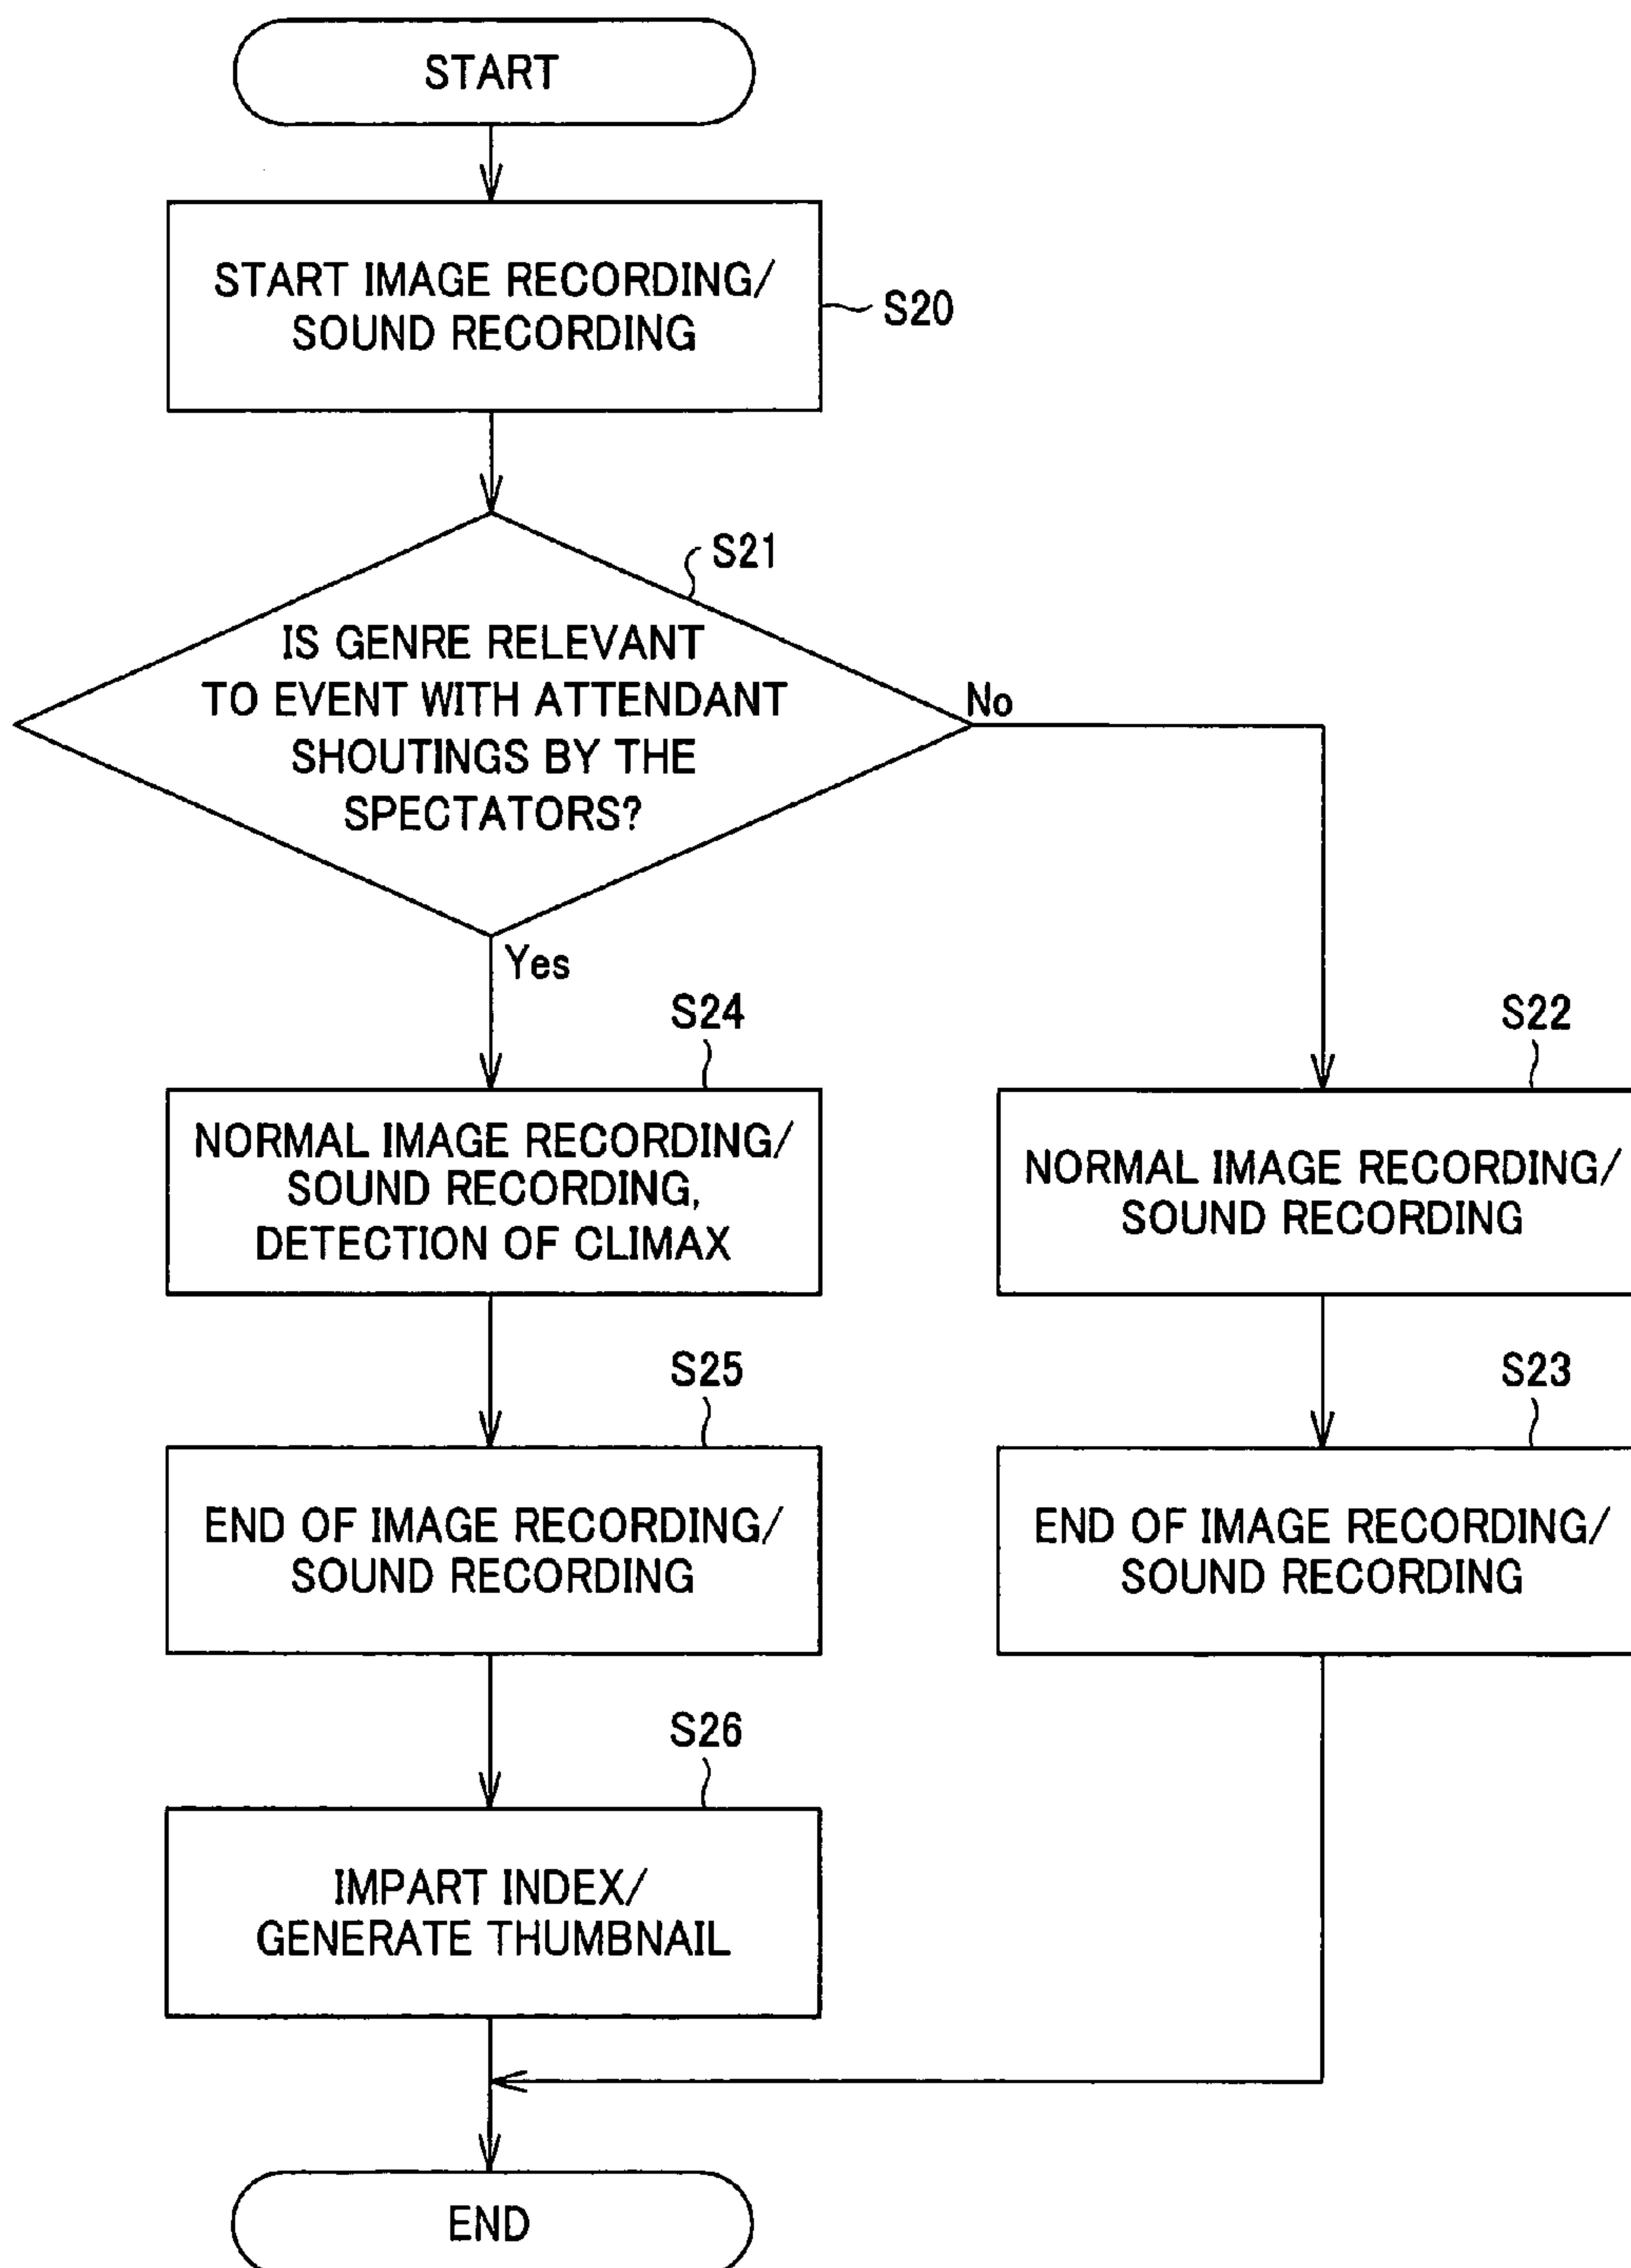 START
START IMAGE RECORDING/
SOUND RECORDING
S20
S21
IS GENRE RELEVANT
TO EVENT WITH ATTENDANT
SHOUTINGS BY THE
SPECTATORS?
No
Yes
S24
NORMAL IMAGE RECORDING/
SOUND RECORDING,
DETECTION OF CLIMAX
S22
NORMAL IMAGE RECORDING/
SOUND RECORDING
S25
END OF IMAGE RECORDING/
SOUND RECORDING
S23
END OF IMAGE RECORDING/
SOUND RECORDING
S26
IMPART INDEX/
GENERATE THUMBNAIL
END